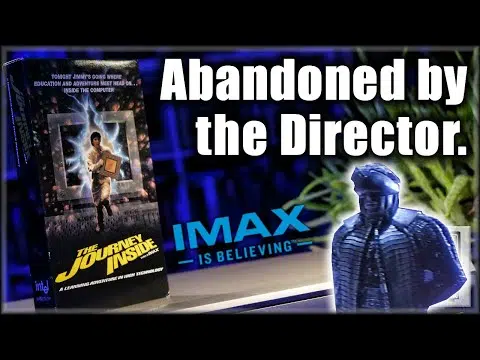 Abandoned by
the Director.
TONIGHT JIMMY'S GOING WHERE
EDUCATION AND ADVENTURE MEET HEAD ON...
INSIDE THE COMPUTER!
THE
JOURNEY
INSIDE
A LEARNING ADVENTURE IN HIGH TECHNOLOGY
intel
IMAX
IS BELIEVING